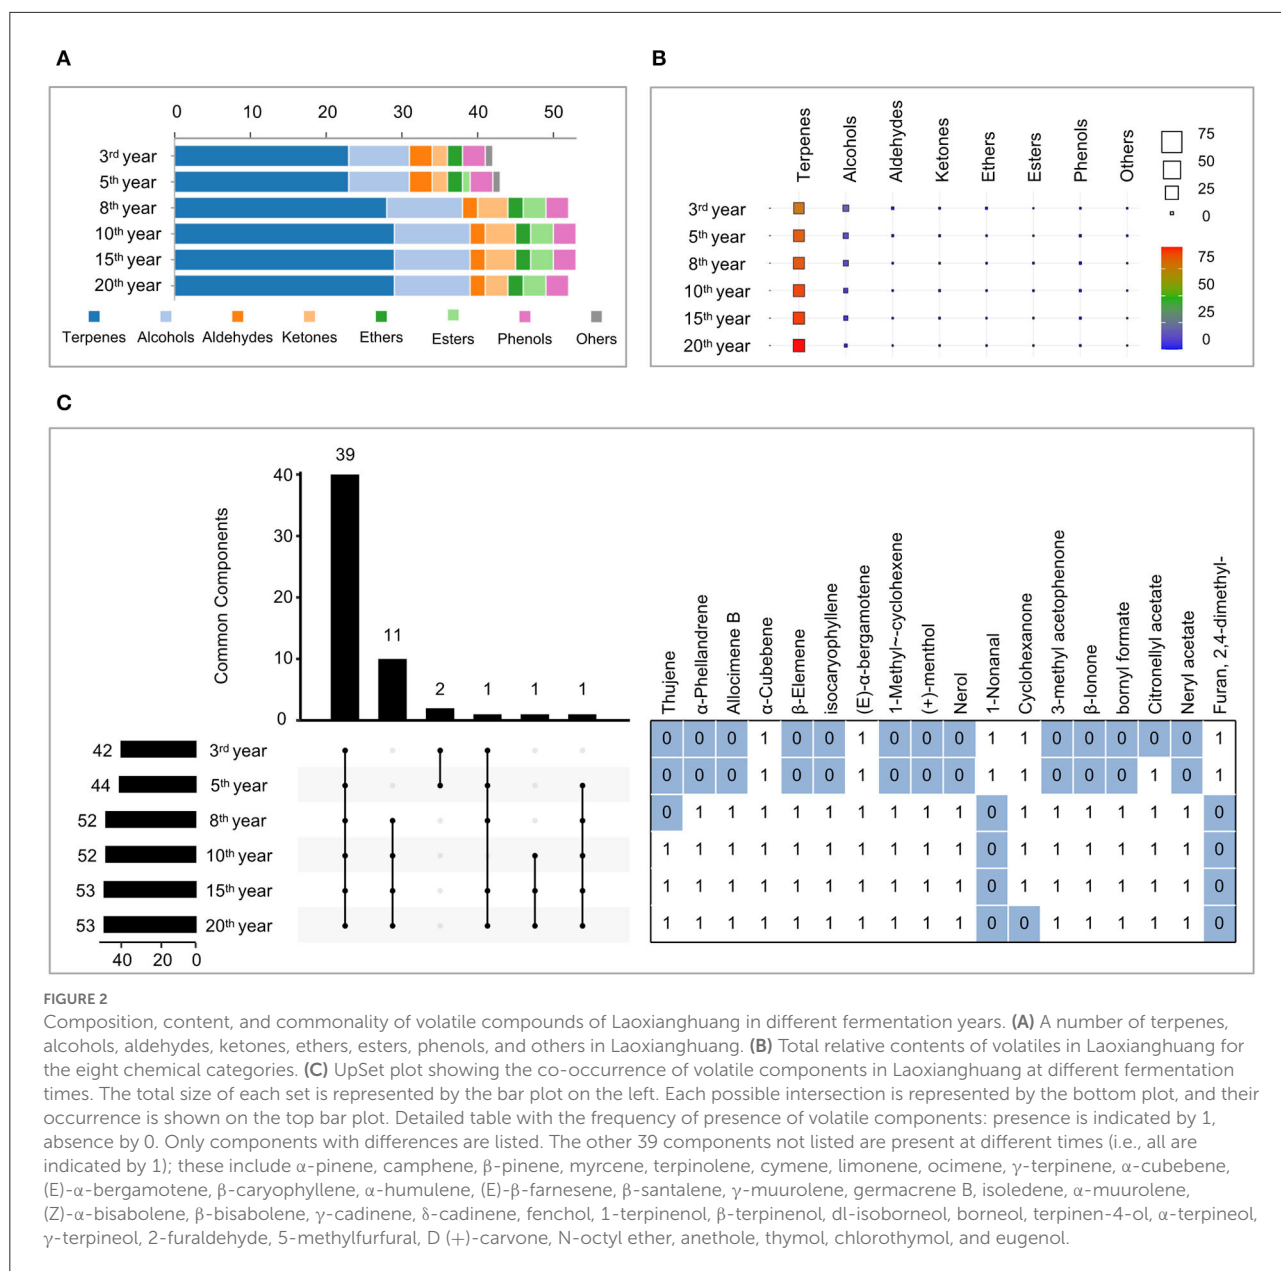 A
0 10 20 30 40 50
3rd year
5th year
8th year
10th year
15th year
20th year
Terpenes Alcohols Aldehydes Ketones Ethers Esters Phenols Ohers
B
Terpenes Alcohols Aldehydes Ketones Ethers Esters Phenols Others
3rd year
5th year
8th year
10th year
15th year
20th year
75
50
25
0
75
50
25
0
C
Common Components
40
30
20
10
0
39 11 2 1 1 1
42 3rd year
44 5th year
52 8th year
52 10th year
53 15th year
53 20th year
40 20 0
Thujene α-Phellandrene Allocimene B α-Cubebene β-Elemene isocaryophyllene (E)-α-bergamotene 1-Methyl~-cyclohexene (+)-menthol Nerol 1-Nonanal Cyclohexanone 3-methyl acetophenone β-Ionone bornyl formate Citronellyl acetate Neryl acetate Furan, 2,4-dimethyl-
0 0 0 1 0 0 1 0 0 0 1 1 0 0 0 0 0 1
0 0 0 1 0 0 1 0 0 0 1 1 0 0 0 1 0 1
0 1 1 1 1 1 1 1 1 1 0 1 1 1 1 1 1 0
1 1 1 1 1 1 1 1 1 1 0 1 1 1 1 1 1 0
1 1 1 1 1 1 1 1 1 1 0 1 1 1 1 1 1 0
1 1 1 1 1 1 1 1 1 1 0 0 1 1 1 1 1 0
FIGURE 2
Composition, content, and commonality of volatile compounds of Laoxianghuang in different fermentation years. (A) A number of terpenes,
alcohols, aldehydes, ketones, ethers, esters, phenols, and others in Laoxianghuang. (B) Total relative contents of volatiles in Laoxianghuang for
the eight chemical categories. (C) UpSet plot showing the co-occurrence of volatile components in Laoxianghuang at different fermentation
times. The total size of each set is represented by the bar plot on the left. Each possible intersection is represented by the bottom plot, and their
occurrence is shown on the top bar plot. Detailed table with the frequency of presence of volatile components: presence is indicated by 1,
absence by 0. Only components with differences are listed. The other 39 components not listed are present at different times (i.e., all are
indicated by 1); these include α-pinene, camphene, β-pinene, myrcene, terpinolene, cymene, limonene, ocimene, γ-terpinene, α-cubebene,
(E)-α-bergamotene, β-caryophyllene, α-humulene, (E)-β-farnesene, β-santalene, γ-muurolene, germacrene B, isoledene, α-muurolene,
(Z)-α-bisabolene, β-bisabolene, γ-cadinene, δ-cadinene, fenchol, 1-terpinenol, β-terpinenol, dl-isoborneol, borneol, terpinen-4-ol, α-terpineol,
γ-terpineol, 2-furaldehyde, 5-methylfurfural, D (+)-carvone, N-octyl ether, anethole, thymol, chlorothymol, and eugenol.